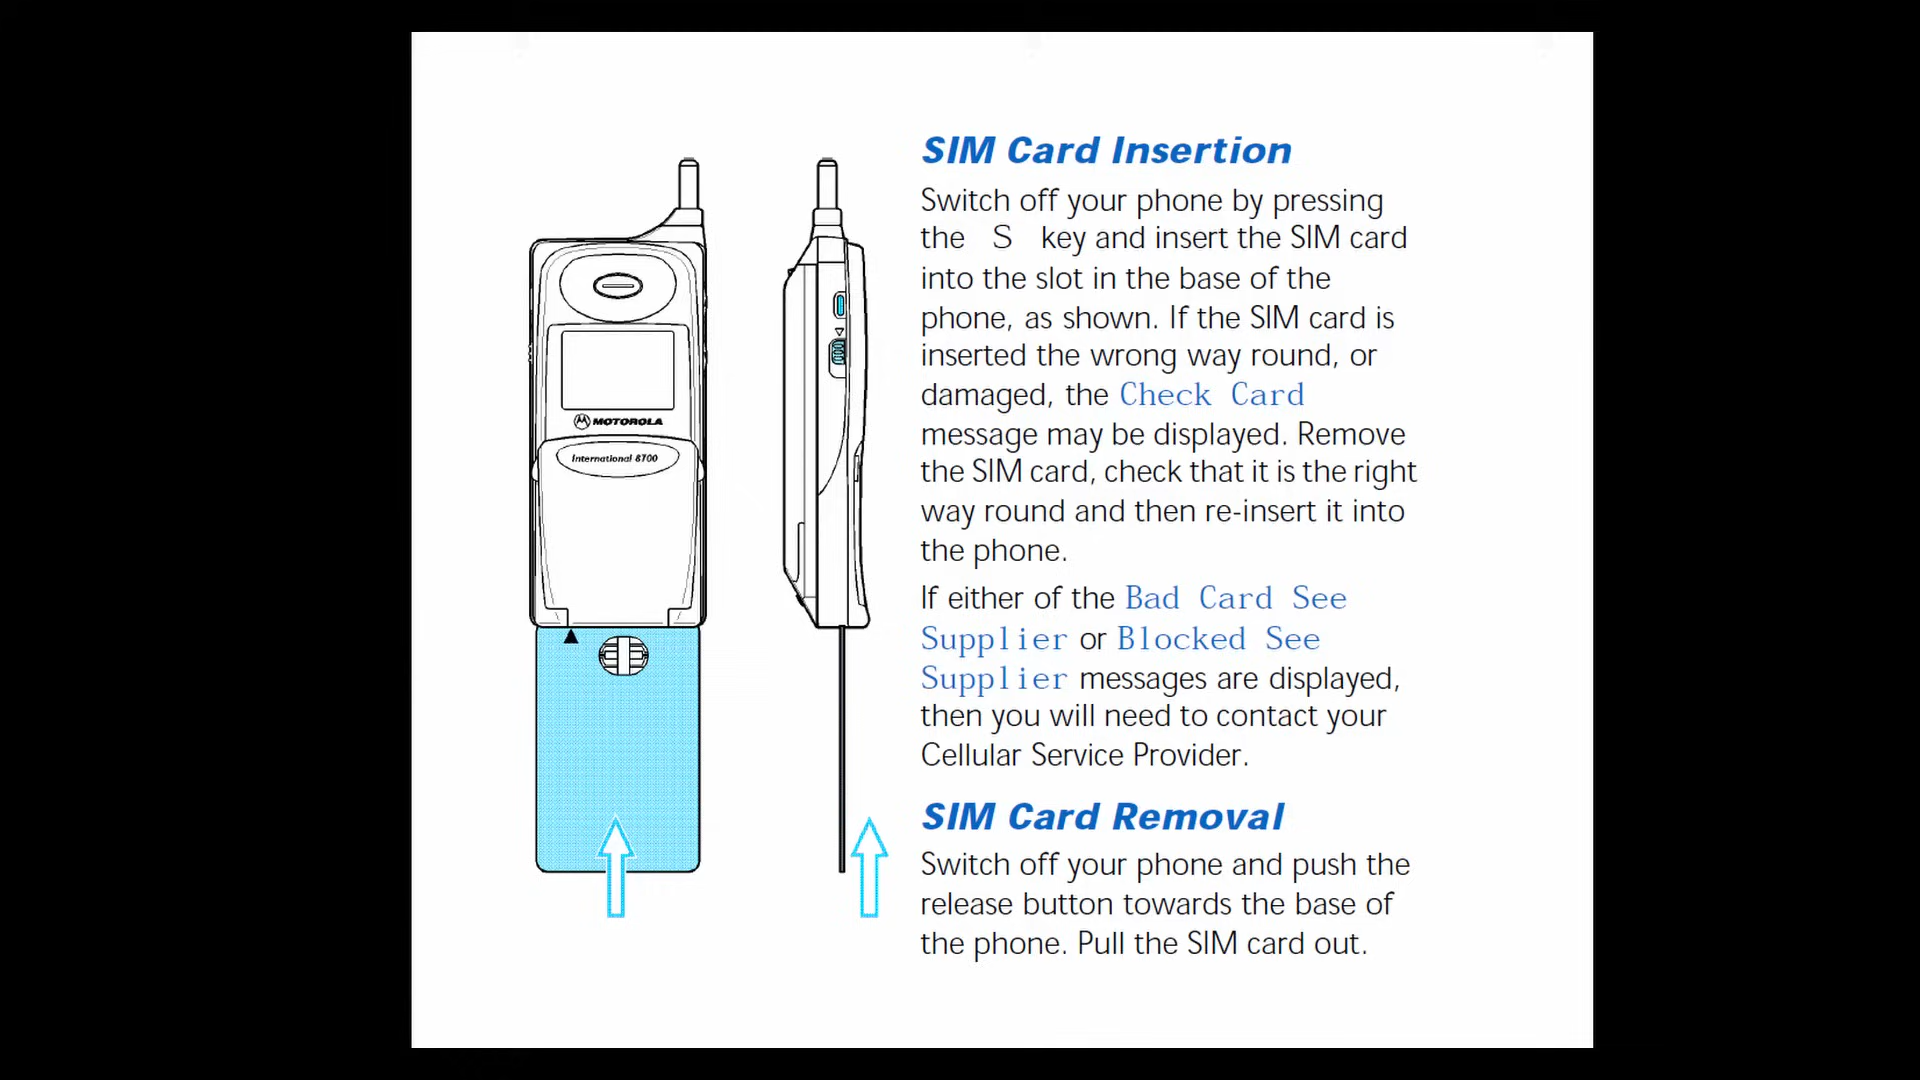 SIM Card Insertion
Switch off your phone by pressing
the S key and insert the SIM card
into the slot in the base of the
phone, as shown. If the SIM card is
inserted the wrong way round, or
damaged, the Check Card
message may be displayed. Remove
the SIM card, check that it is the right
way round and then re-insert it into
the phone.
If either of the Bad Card See
Supplier or Blocked See
Supplier messages are displayed,
then you will need to contact your
Cellular Service Provider.
SIM Card Removal
Switch off your phone and push the
release button towards the base of
the phone. Pull the SIM card out.
MOTOROLA
International 8700